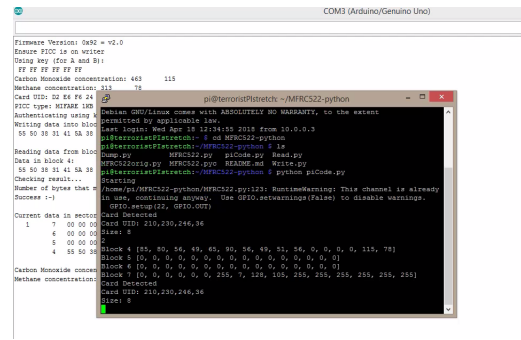 COM3 (Arduino/Genuino Uno)
Firmware Version: 0x92 = v2.0
Ensure PICC is on writer
Using key (for A and B):
FF FF FF FF FF FF
Carbon Monoxide concentration: 463 115
Methane concentration: 313 78
Card UID: D2 E6 F6 24
PICC type: MIFARE 1KB
Authenticating using k
Writing data into bloc
55 50 38 31 41 5A 38
Reading data from bloc
Data in block 4:
55 50 38 31 41 5A 38
Checking result...
Number of bytes that m
Success :-)
Current data in sector
1 7 00 00 00
6 00 00 00
5 00 00 00
4 55 50 38
Carbon Monoxide concen
Methane concentration:
pi@terroristPIstretch: ~/MFRC522-python
Debian GNU/Linux comes with ABSOLUTELY NO WARRANTY, to the extent
permitted by applicable law.
Last login: Wed Apr 18 12:34:55 2018 from 10.0.0.3
pi@terroristPIstretch:~ $ cd MFRC522-python
pi@terroristPIstretch:~/MFRC522-python $ ls
Dump.py MFRC522.py piCode.py Read.py
MFRC522orig.py MFRC522.pyc README.md Write.py
pi@terroristPIstretch:~/MFRC522-python $ python piCode.py
Starting
/home/pi/MFRC522-python/MFRC522.py:123: RuntimeWarning: This channel is already
in use, continuing anyway. Use GPIO.setwarnings(False) to disable warnings.
GPIO.setup(22, GPIO.OUT)
Card Detected
Card UID: 210,230,246,36
Size: 8
2
Block 4 [85, 80, 56, 49, 65, 90, 56, 49, 51, 56, 0, 0, 0, 0, 115, 78]
Block 5 [0, 0, 0, 0, 0, 0, 0, 0, 0, 0, 0, 0, 0, 0, 0, 0]
Block 6 [0, 0, 0, 0, 0, 0, 0, 0, 0, 0, 0, 0, 0, 0, 0, 0]
Block 7 [0, 0, 0, 0, 0, 0, 255, 7, 128, 105, 255, 255, 255, 255, 255, 255]
Card Detected
Card UID: 210,230,246,36
Size: 8